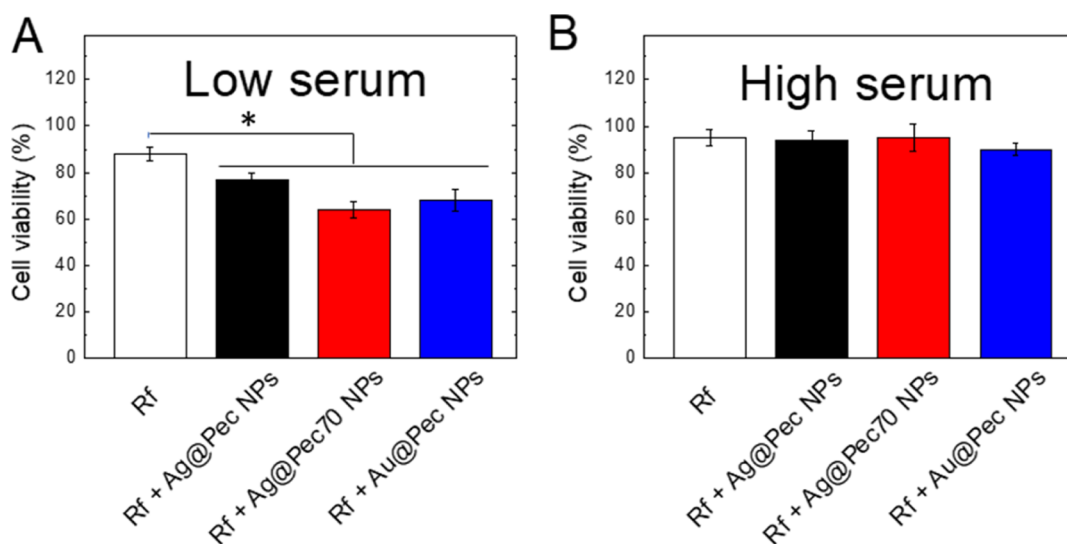 A
Low serum
*
Cell viability (%)
120
100
80
60
40
20
0
Rf
Rf + Ag@Pec NPs
Rf + Ag@Pec70 NPs
Rf + Au@Pec NPs
B
High serum
Cell viability (%)
120
100
80
60
40
20
0
Rf
Rf + Ag@Pec NPs
Rf + Ag@Pec70 NPs
Rf + Au@Pec NPs